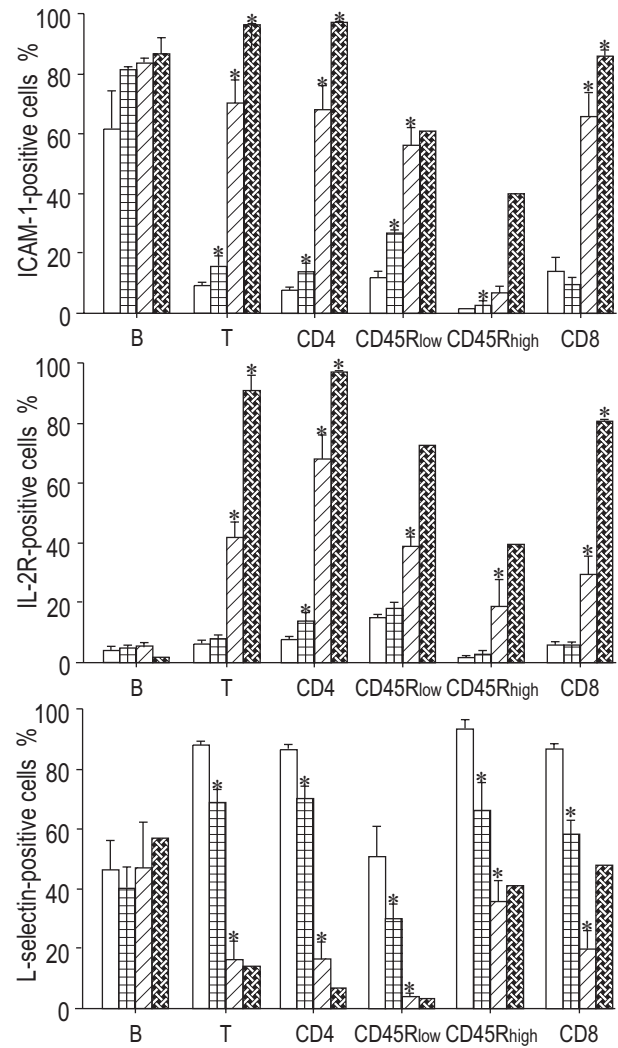 ICAM-1-positive cells %
100
80
60
40
20
0
B T CD4 CD45Rlow CD45Rhigh CD8
* * * * * * * * * *
IL-2R-positive cells %
100
80
60
40
20
0
B T CD4 CD45Rlow CD45Rhigh CD8
* * * * * * * * *
L-selectin-positive cells %
100
80
60
40
20
0
B T CD4 CD45Rlow CD45Rhigh CD8
* * * * * * * * * *